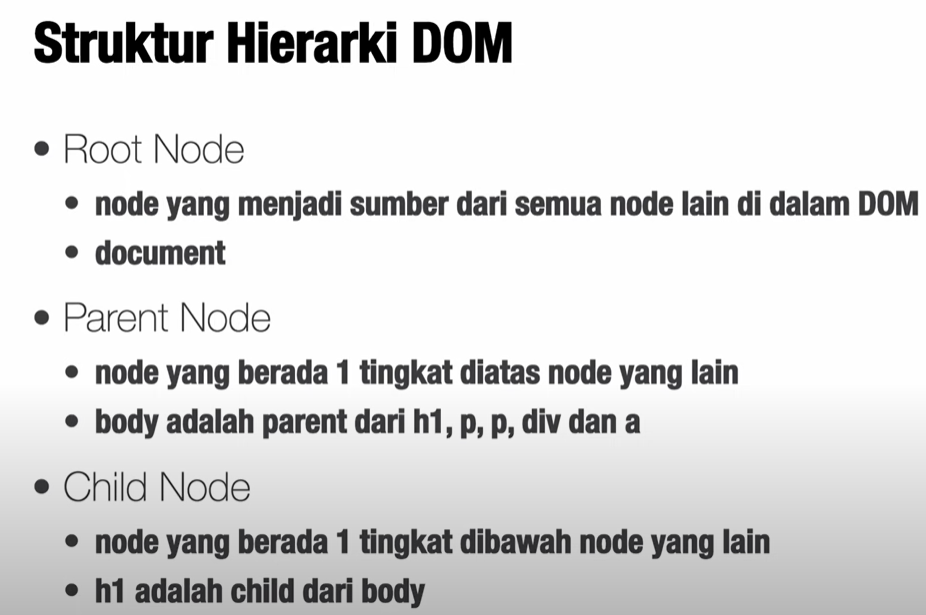 Struktur Hierarki DOM
• Root Node
• node yang menjadi sumber dari semua node lain di dalam DOM
• document
• Parent Node
• node yang berada 1 tingkat diatas node yang lain
• body adalah parent dari h1, p, p, div dan a
• Child Node
• node yang berada 1 tingkat dibawah node yang lain
• h1 adalah child dari body